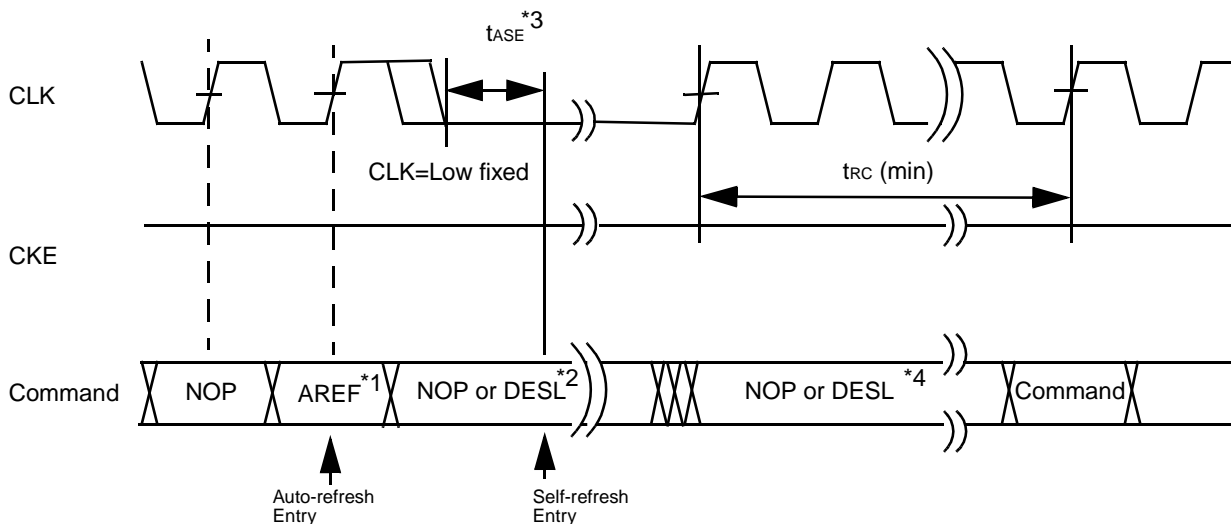 tASE*3
CLK
CLK=Low fixed
tRC (min)
CKE
Command
NOP
AREF*1
NOP or DESL*2
NOP or DESL*4
Command
Auto-refresh
Entry
Self-refresh
Entry